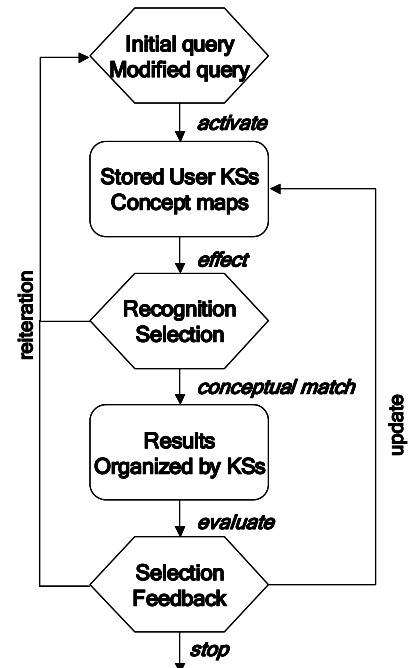 Initial query
Modified query
activate
Stored User KSs
Concept maps
effect
Recognition
Selection
reiteration
conceptual match
Results
Organized by KSs
update
evaluate
Selection
Feedback
stop